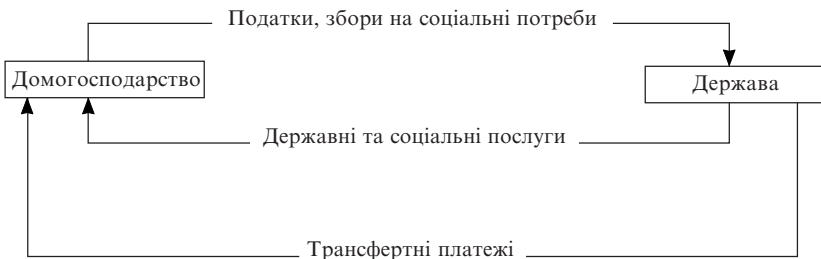 Податки, збори на соціальні потреби
Домогосподарство
Держава
Державні та соціальні послуги
Трансфертні платежі